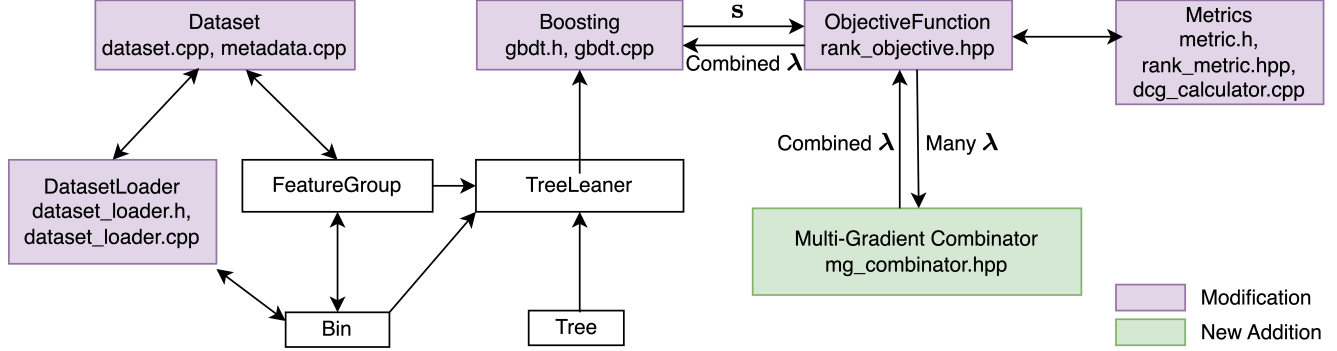 Dataset
dataset.cpp, metadata.cpp
Boosting
gbdt.h, gbdt.cpp
s
Combined λ
ObjectiveFunction
rank_objective.hpp
Metrics
metric.h,
rank_metric.hpp,
dcg_calculator.cpp
Combined λ
Many λ
DatasetLoader
dataset_loader.h,
dataset_loader.cpp
FeatureGroup
TreeLeaner
Multi-Gradient Combinator
mg_combinator.hpp
Bin
Tree
Modification
New Addition